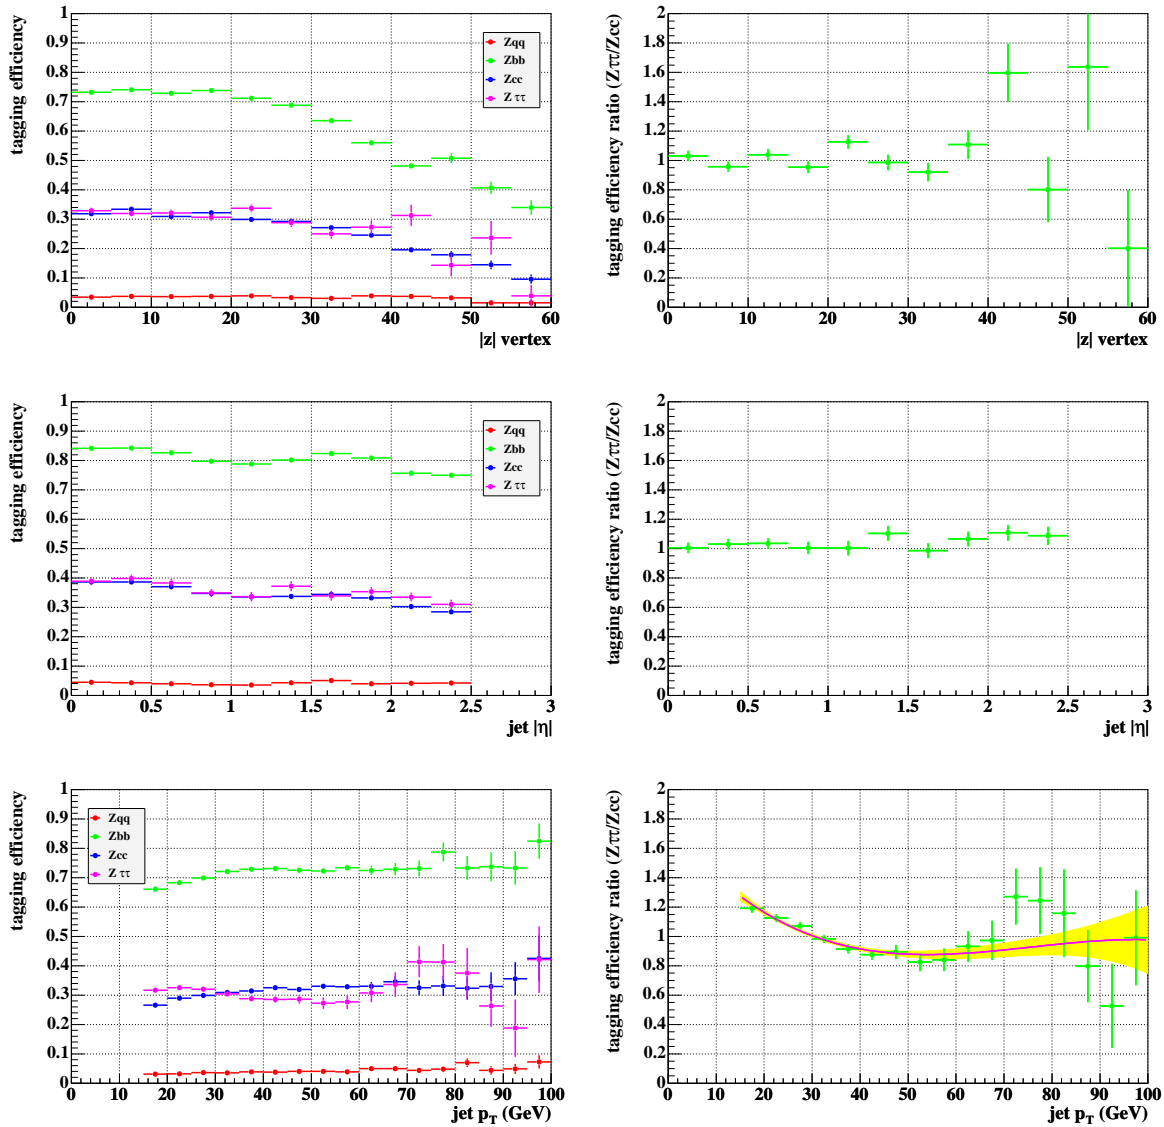 tagging efficiency
1
0.9
0.8
0.7
0.6
0.5
0.4
0.3
0.2
0.1
0
0 10 20 30 40 50 60
|z| vertex
Zqq
Zbb
Zcc
Z ττ
tagging efficiency ratio (Zττ/Zcc)
2
1.8
1.6
1.4
1.2
1
0.8
0.6
0.4
0.2
0
0 10 20 30 40 50 60
|z| vertex
tagging efficiency
1
0.9
0.8
0.7
0.6
0.5
0.4
0.3
0.2
0.1
0
0 0.5 1 1.5 2 2.5 3
jet |η|
Zqq
Zbb
Zcc
Z ττ
tagging efficiency ratio (Zττ/Zcc)
2
1.8
1.6
1.4
1.2
1
0.8
0.6
0.4
0.2
0
0 0.5 1 1.5 2 2.5 3
jet |η|
tagging efficiency
1
0.9
0.8
0.7
0.6
0.5
0.4
0.3
0.2
0.1
0
0 10 20 30 40 50 60 70 80 90 100
jet p_T (GeV)
Zqq
Zbb
Zcc
Z ττ
tagging efficiency ratio (Zττ/Zcc)
2
1.8
1.6
1.4
1.2
1
0.8
0.6
0.4
0.2
0
0 10 20 30 40 50 60 70 80 90 100
jet p_T (GeV)